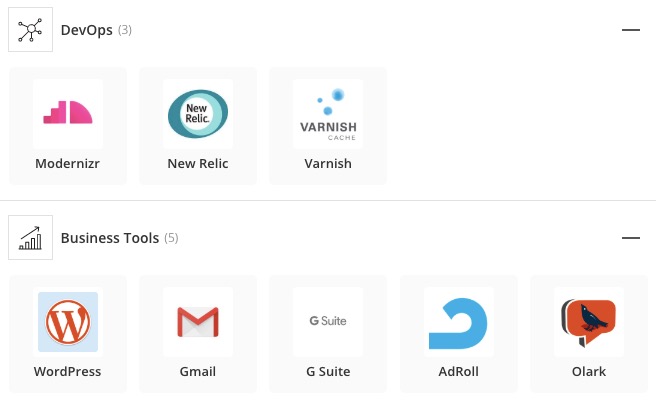 DevOps (3)
New
Relic.
VARNISH
CACHE
Modernizr
New Relic
Varnish
Business Tools (5)
G Suite
WordPress
Gmail
G Suite
AdRoll
Olark